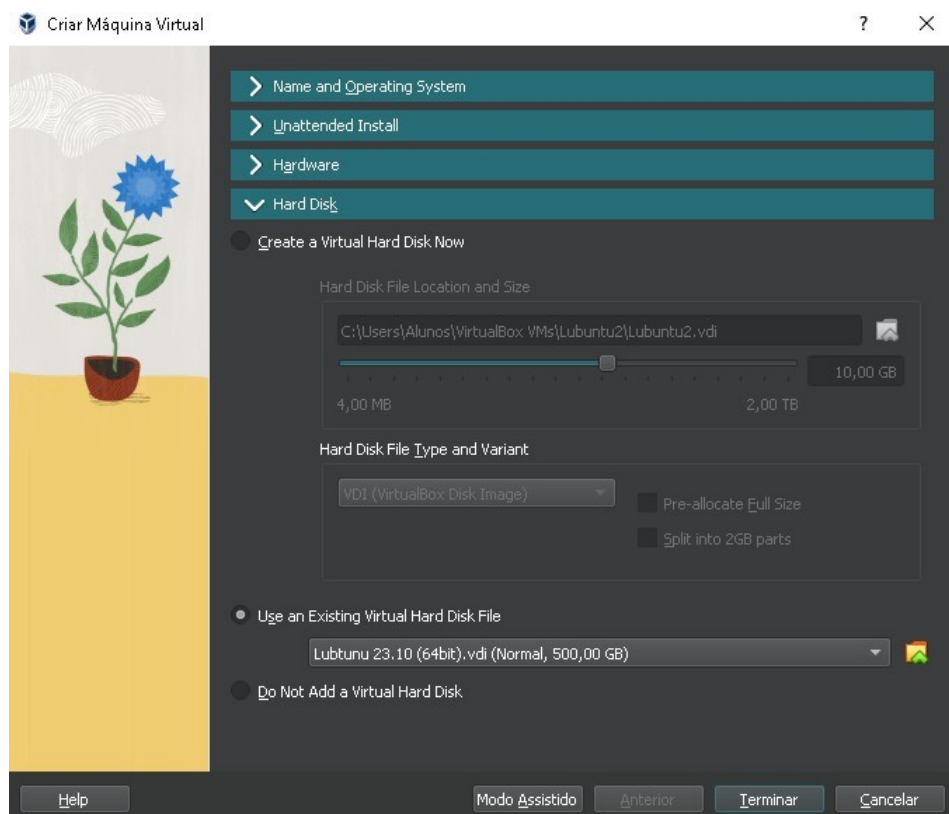 Criar Máquina Virtual
?
Name and Operating System
Unattended Install
Hardware
Hard Disk
Create a Virtual Hard Disk Now
Hard Disk File Location and Size
C:\Users\Alunos\VirtualBox VMs\Lubuntu2\Lubuntu2.vdi
10,00 GB
4,00 MB 2,00 TB
Hard Disk File Type and Variant
VDI (VirtualBox Disk Image)
Pre-allocate Full Size
Split into 2GB parts
Use an Existing Virtual Hard Disk File
Lubtunu 23.10 (64bit).vdi (Normal, 500,00 GB)
Do Not Add a Virtual Hard Disk
Help Modo Assistido Anterior Terminar Cancelar